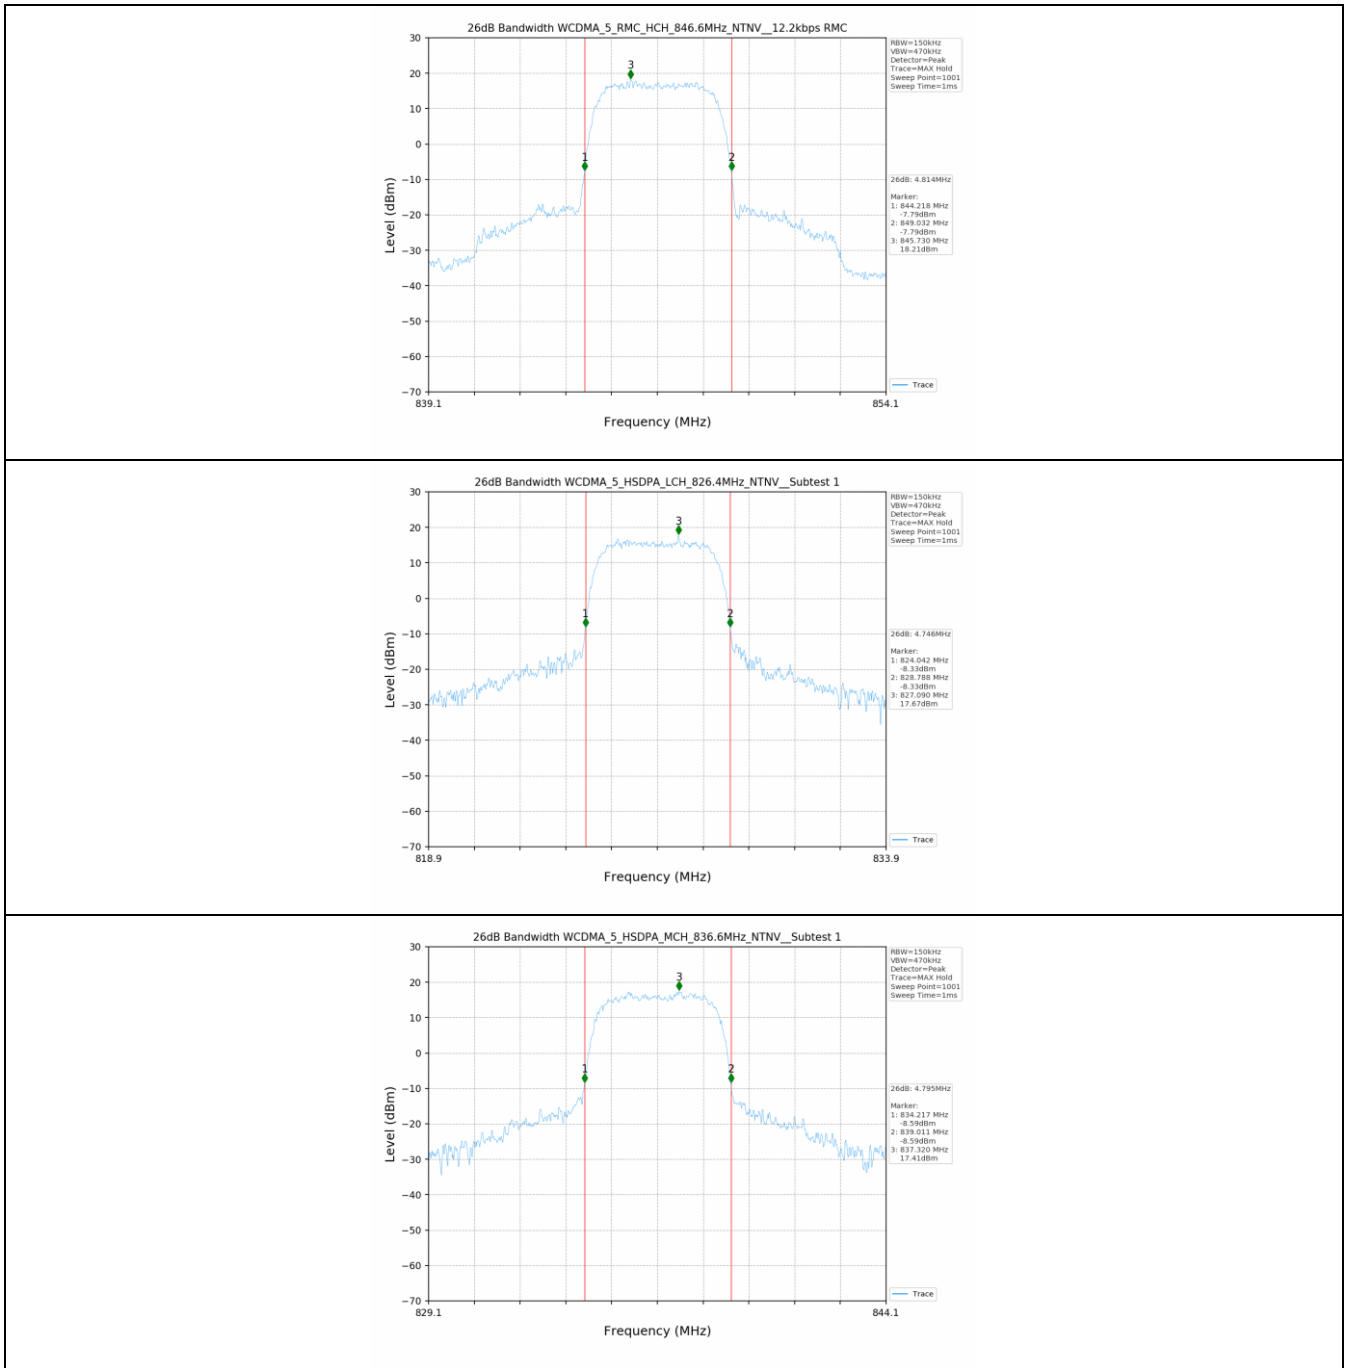 26dB Bandwidth WCDMA_5_RMC_HCH_846.6MHz_NTNV__12.2kbps RMC
30
20
10
0
−10
−20
−30
−40
−50
−60
−70
Level (dBm)
3
1
2
RBW=150kHz
VBW=470kHz
Detector=Peak
Trace=MAX Hold
Sweep Point=1001
Sweep Time=1ms
26dB: 4.814MHz
Marker:
1: 844.218 MHz
-7.79dBm
2: 849.032 MHz
-7.79dBm
3: 845.730 MHz
18.21dBm
Trace
839.1
854.1
Frequency (MHz)
26dB Bandwidth WCDMA_5_HSDPA_LCH_826.4MHz_NTNV__Subtest 1
30
20
10
0
−10
−20
−30
−40
−50
−60
−70
Level (dBm)
3
1
2
RBW=150kHz
VBW=470kHz
Detector=Peak
Trace=MAX Hold
Sweep Point=1001
Sweep Time=1ms
26dB: 4.746MHz
Marker:
1: 824.042 MHz
-8.33dBm
2: 828.788 MHz
-8.33dBm
3: 827.090 MHz
17.67dBm
Trace
818.9
833.9
Frequency (MHz)
26dB Bandwidth WCDMA_5_HSDPA_MCH_836.6MHz_NTNV__Subtest 1
30
20
10
0
−10
−20
−30
−40
−50
−60
−70
Level (dBm)
3
1
2
RBW=150kHz
VBW=470kHz
Detector=Peak
Trace=MAX Hold
Sweep Point=1001
Sweep Time=1ms
26dB: 4.795MHz
Marker:
1: 834.217 MHz
-8.59dBm
2: 839.011 MHz
-8.59dBm
3: 837.320 MHz
17.41dBm
Trace
829.1
844.1
Frequency (MHz)